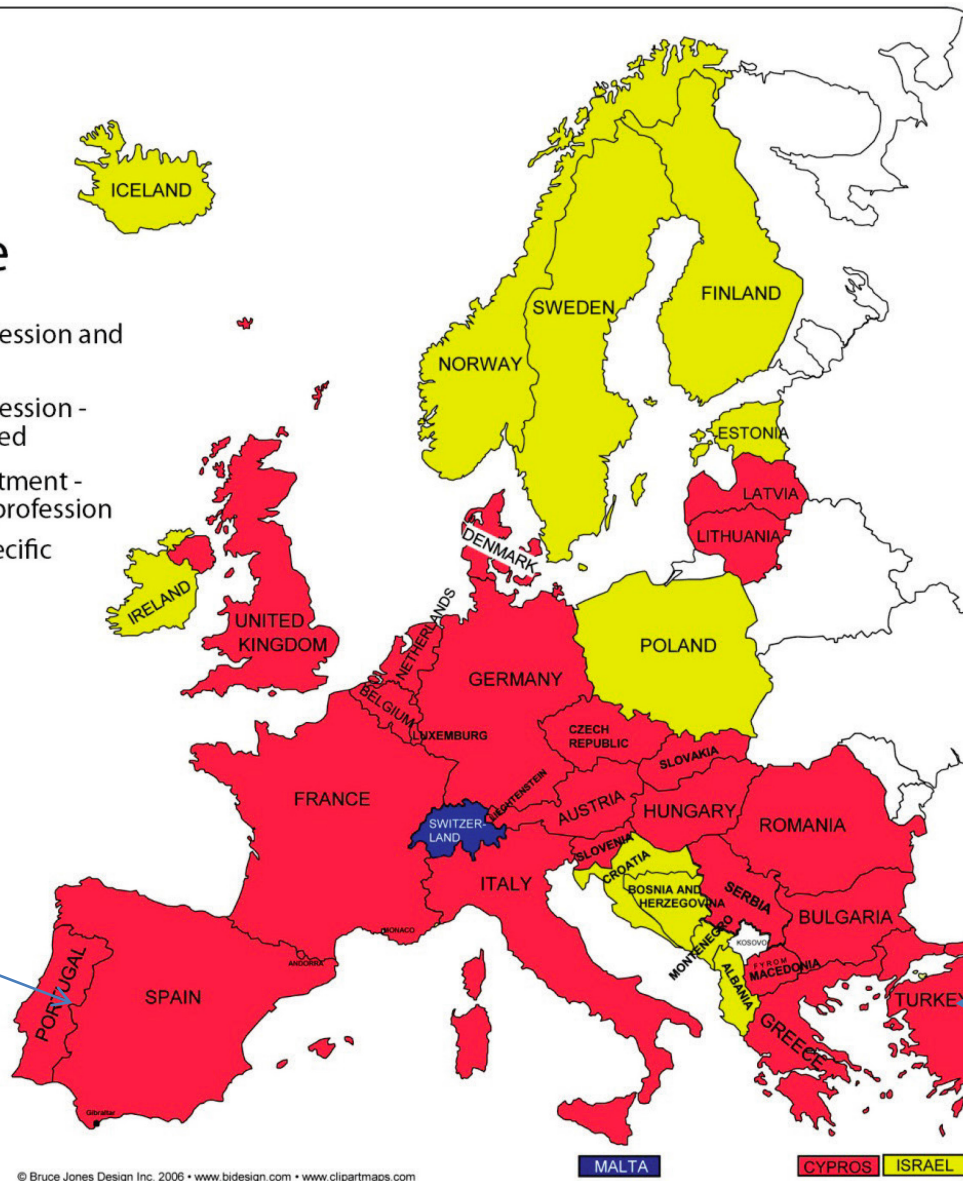 ICELAND
e
ession and
ession -
ed
tment -
profession
ecific
SWEDEN
FINLAND
NORWAY
ESTONIA
LATVIA
LITHUANIA
DENMARK
IRELAND
UNITED
KINGDOM
NETHERLANDS
POLAND
GERMANY
BELGIUM
LUXEMBURG
CZECH
REPUBLIC
SLOVAKIA
FRANCE
LIECHTENSTEIN
AUSTRIA
HUNGARY
ROMANIA
SWITZER-
LAND
SLOVENIA
CROATIA
ITALY
BOSNIA AND
HERZEGOVINA
SERBIA
BULGARIA
MONACO
MONTENEGRO
KOSOVO
ANDORRA
FYROM
MACEDONIA
ALBANIA
PORTUGAL
SPAIN
TURKEY
GREECE
Gibraltar
MALTA
CYPROS
ISRAEL
© Bruce Jones Design Inc. 2006 • www.bjdesign.com • www.clipartmaps.com